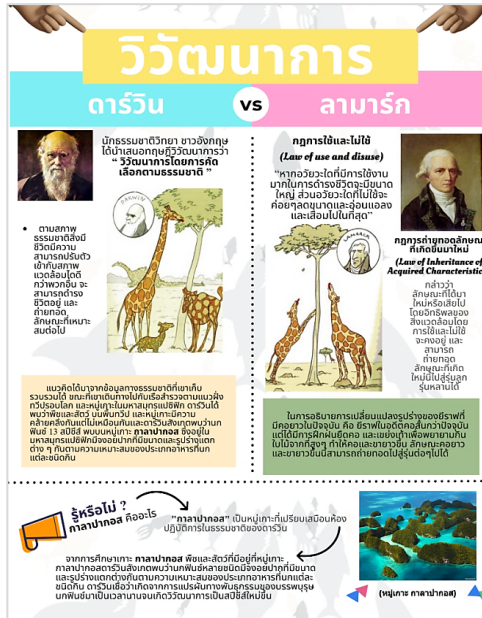 วิวัฒนาการ
ดาร์วิน
vs
ลามาร์ก
นักธรรมชาติวิทยา ชาวอังกฤษ
ได้นำเสนอทฤษฎีวิวัฒนาการว่า
“ วิวัฒนาการโดยการคัด
เลือกตามธรรมชาติ ”
DARWIN
• ตามสภาพ
ธรรมชาติสิ่งมี
ชีวิตมีความ
สามารถปรับตัว
เข้ากับสภาพ
แวดล้อมได้ดี
กว่าพวกอื่น จะ
สามารถดำรง
ชีวิตอยู่ และ
ถ่ายทอด
ลักษณะที่เหมาะ
สมต่อไป
แนวคิดได้มาจากข้อมูลทางธรรมชาติที่เขาเก็บ
รวบรวมได้ ขณะที่เขาเดินทางไปกับเรือสำรวจตามแนวฝั่ง
ทวีปรอบโลก และหมู่เกาะในมหาสมุทรแปซิฟิก ดาร์วินได้
พบว่าพืชและสัตว์ บนพื้นทวีป และหมู่เกาะมีความ
คล้ายคลึงกันแต่ไม่เหมือนกันและดาร์วินสังเกตพบว่านก
ฟินซ์ 13 สปีชีส์ พบบนหมู่เกาะ กาลาปากอส ซึ่งอยู่ใน
มหาสมุทรแปซิฟิกมีจงอยปากที่มีขนาดและรูปร่างแตก
ต่าง ๆ กันตามความเหมาะสมของประเภทอาหารที่นก
แต่ละชนิดกิน
กฎการใช้และไม่ใช้
(Law of use and disuse)
“หากอวัยวะใดที่มีการใช้งาน
มากในการดำรงชีวิตจะมีขนาด
ใหญ่ ส่วนอวัยวะใดที่ไม่ใช้จะ
ค่อยๆลดขนาดและอ่อนแอลง
และเสื่อมไปในที่สุด”
LAMARCK
กฎการถ่ายทอดลักษณ
ที่เกิดขึ้นมาใหม่
(Law of Inheritance of
Acquired Characteristic
กล่าวว่า
ลักษณะที่ได้มา
ใหม่หรือเสียไป
โดยอิทธิพลของ
สิ่งแวดล้อมโดย
การใช้และไม่ใช้
จะคงอยู่ และ
สามารถ
ถ่ายทอด
ลักษณะที่เกิด
ใหม่นี้ไปสู่รุ่นลูก
รุ่นหลานได้
ในการอธิบายการเปลี่ยนแปลงรูปร่างของยีราฟที่
มีคอยาวในปัจจุบัน คือ ยีราฟในอดีตคอสั้นกว่าปัจจุบัน
แต่ได้มีการฝึกฝนยืดคอ และเขย่งเท้าเพื่อพยายามกิน
ใบไม้จากที่สูงๆ ทำให้คอและขายาวขึ้น ลักษณะคอยาว
และขายาวขึ้นนี้สามารถถ่ายทอดไปสู่รุ่นต่อๆไปได้
รู้หรือไม่ ?
กาลาปากอส คืออะไร
"กาลาปากอส" เป็นหมู่เกาะที่เปรียบเสมือนห้อง
ปฏิบัติการในธรรมชาติของดาร์วิน
จากการศึกษาเกาะ กาลาปากอส พืชและสัตว์ที่มีอยู่ที่หมู่เกาะ
กาลาปากอสดาร์วินสังเกตพบว่านกฟินซ์หลายชนิดมีจงอยปากที่มีขนาด
และรูปร่างแตกต่างกันตามความเหมาะสมของประเภทอาหารที่นกแต่ละ
ชนิดกิน ดาร์วินเชื่อว่าเกิดจากการแปรผันทางพันธุกรรมของบรรพบุรุษ
นกฟินซ์มาเป็นเวลานานจนเกิดวิวัฒนาการเป็นสปีชีส์ใหม่ขึ้น
(หมู่เกาะ กาลาปากอส)